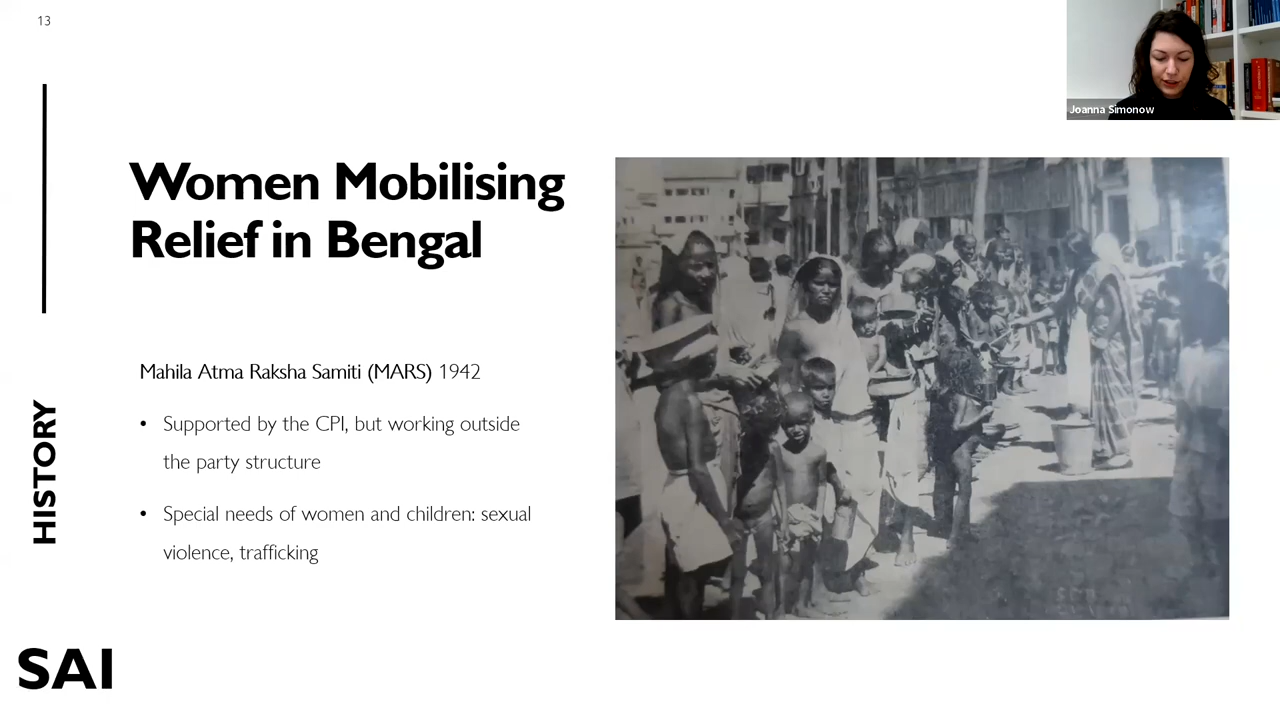 13
Joanna Simonow
Women Mobilising
Relief in Bengal
Mahila Atma Raksha Samiti (MARS) 1942
• Supported by the CPI, but working outside
the party structure
• Special needs of women and children: sexual
violence, trafficking
HISTORY
SAI